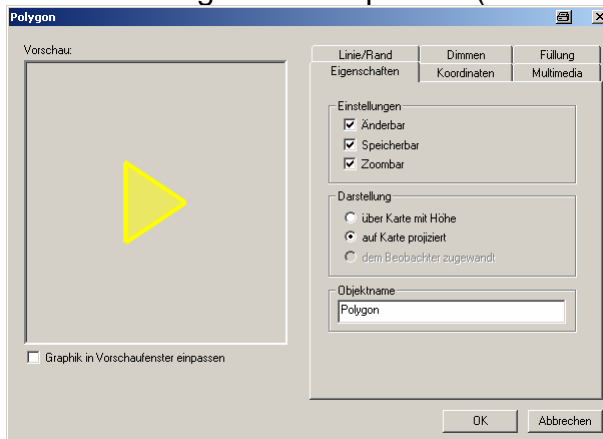 Polygon
Vorschau:
Linie/Rand Dimmen Füllung
Eigenschaften Koordinaten Multimedia
Einstellungen
Änderbar
Speicherbar
Zoombar
Darstellung
über Karte mit Höhe
auf Karte projiziert
dem Beobachter zugewandt
Objektname
Polygon
Graphik in Vorschaufenster einpassen
OK Abbrechen